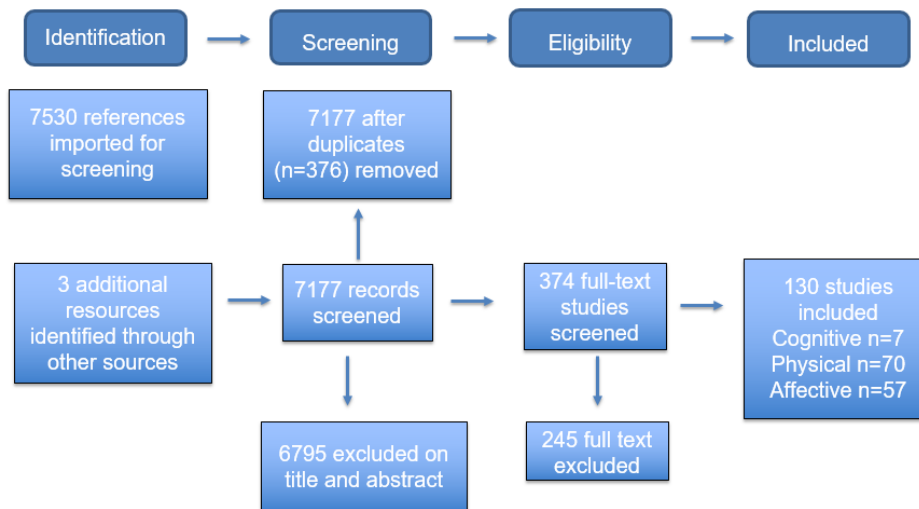 Identification
Screening
Eligibility
Included
7530 references
imported for
screening
7177 after
duplicates
(n=376) removed
3 additional
resources
identified through
other sources
7177 records
screened
374 full-text
studies
screened
130 studies
included
Cognitive n=7
Physical n=70
Affective n=57
6795 excluded on
title and abstract
245 full text
excluded